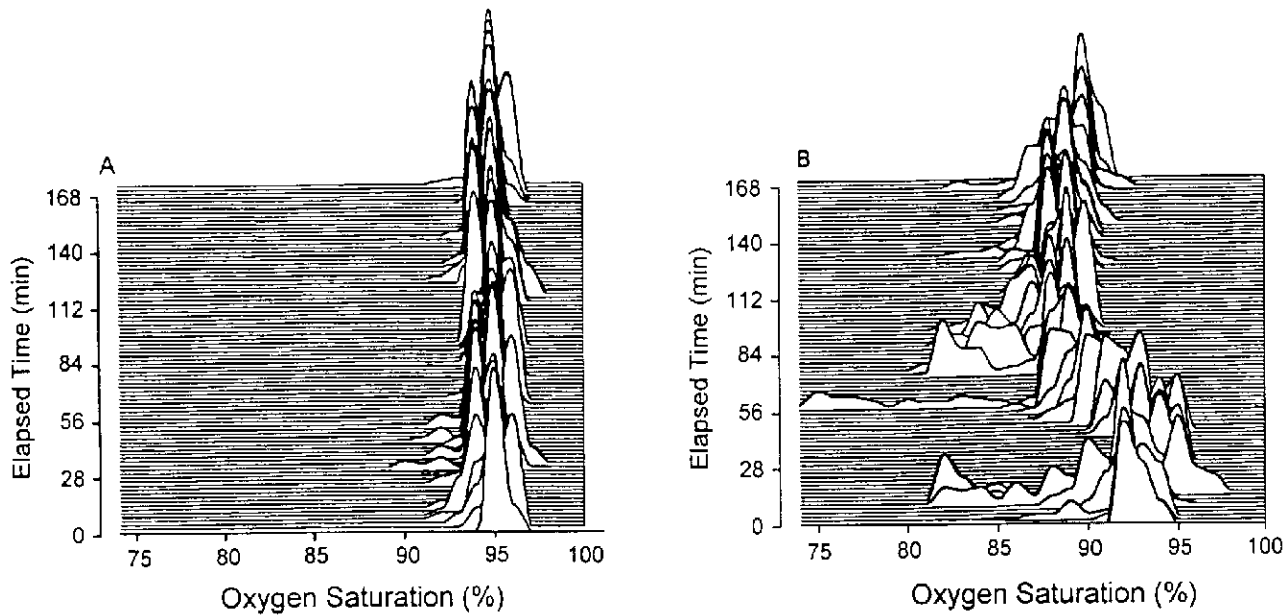 A
168
140
112
84
56
28
0
Elapsed Time (min)
75 80 85 90 95 100
Oxygen Saturation (%)
B
168
140
112
84
56
28
0
Elapsed Time (min)
75 80 85 90 95 100
Oxygen Saturation (%)